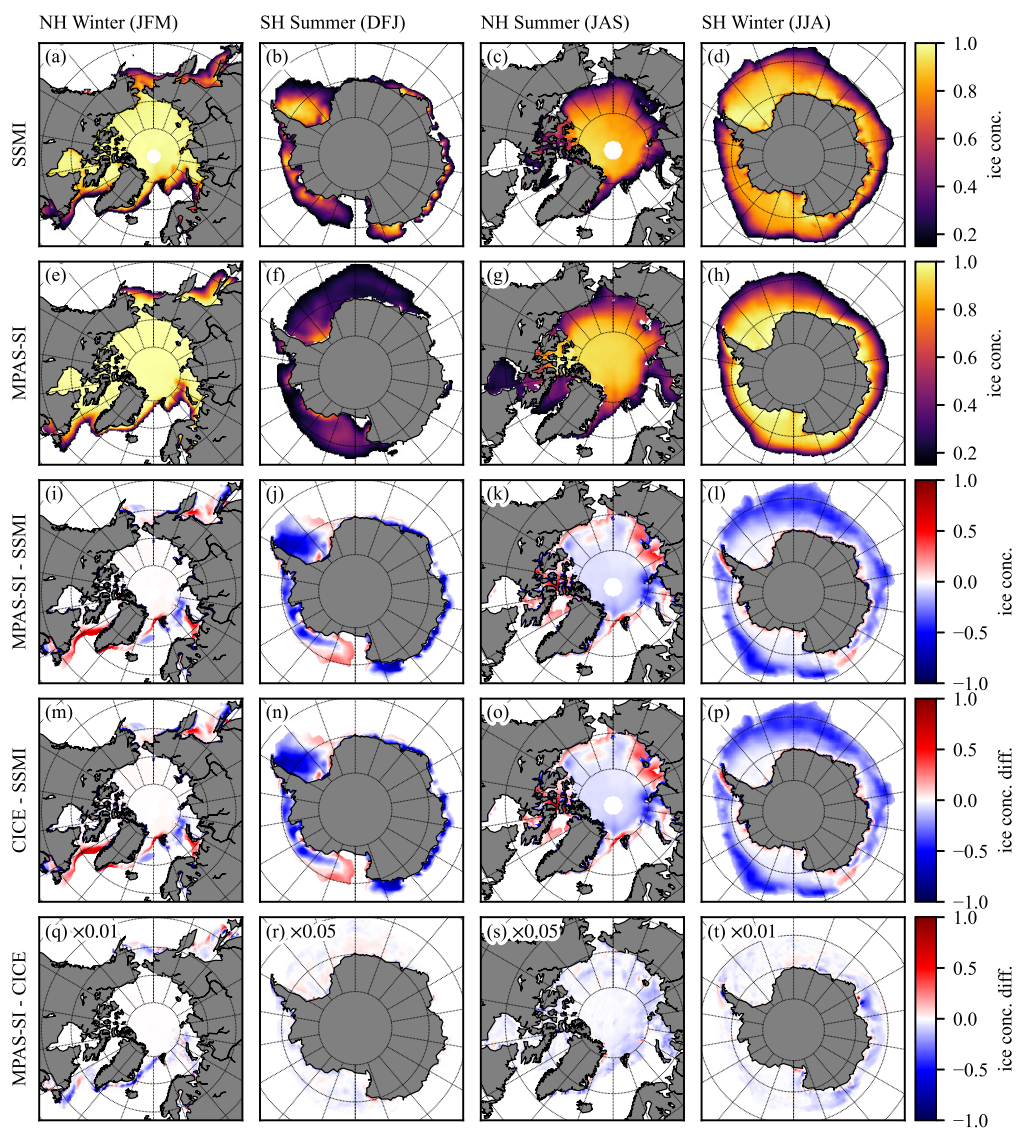 NH Winter (JFM) SH Summer (DFJ) NH Summer (JAS) SH Winter (JJA)
SSMI (a) (b) (c) (d) 1.0 0.8 0.6 0.4 0.2 ice conc.
MPAS-SI (e) (f) (g) (h) 1.0 0.8 0.6 0.4 0.2 ice conc.
MPAS-SI - SSMI (i) (j) (k) (l) 1.0 0.5 0.0 −0.5 −1.0 ice conc.
CICE - SSMI (m) (n) (o) (p) 1.0 0.5 0.0 −0.5 −1.0 ice conc. diff.
MPAS-SI - CICE (q) ×0.01 (r) ×0.05 (s) ×0.05 (t) ×0.01 1.0 0.5 0.0 −0.5 −1.0 ice conc. diff.